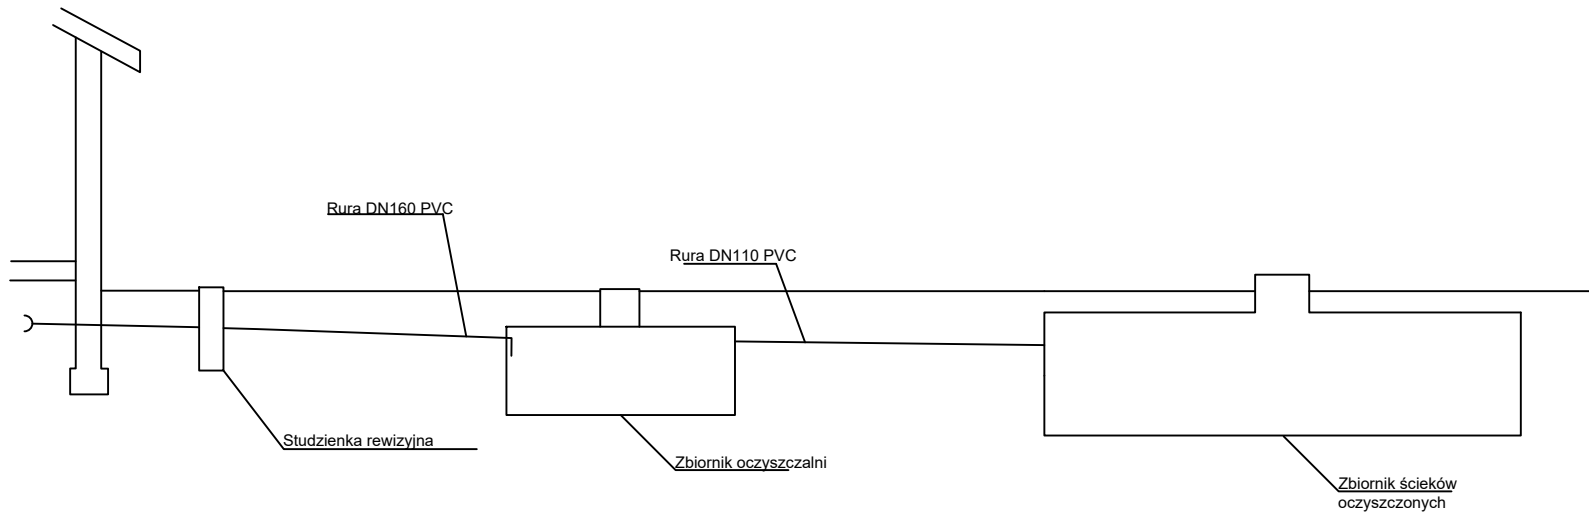 Rura DN160 PVC
Rura DN110 PVC
Studzienka rewizyjna
Zbiornik oczyszczalni
Zbiornik ścieków
oczyszczonych